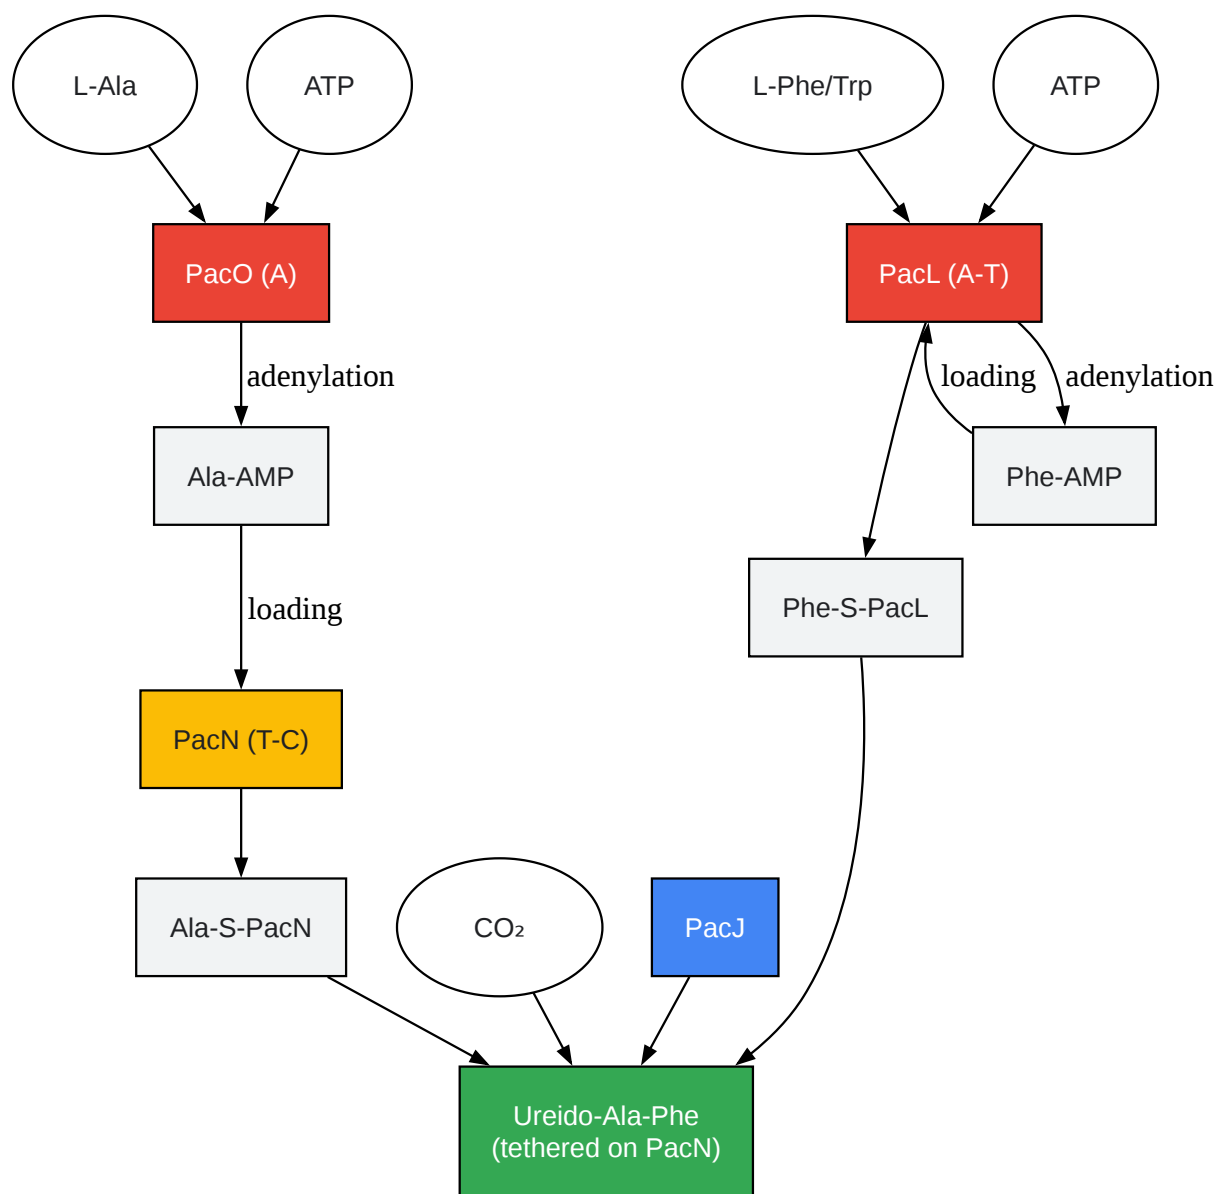 L-Ala
ATP
L-Phe/Trp
ATP
PacO (A)
PacL (A-T)
adenylation
loading
adenylation
Ala-AMP
Phe-AMP
loading
Phe-S-PacL
PacN (T-C)
Ala-S-PacN
CO₂
PacJ
Ureido-Ala-Phe
(tethered on PacN)